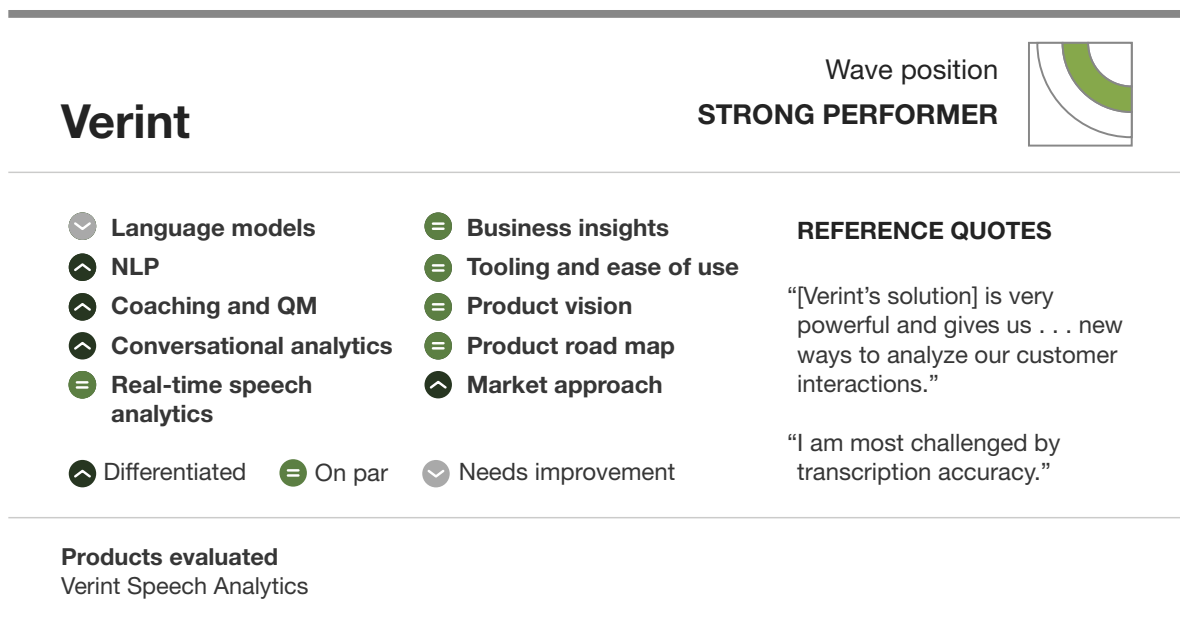 Wave position
STRONG PERFORMER
Verint
Language models
NLP
Coaching and QM
Conversational analytics
Real-time speech
analytics
Business insights
Tooling and ease of use
Product vision
Product road map
Market approach
Differentiated
On par
Needs improvement
REFERENCE QUOTES
“[Verint’s solution] is very
powerful and gives us . . . new
ways to analyze our customer
interactions.”
“I am most challenged by
transcription accuracy.”
Products evaluated
Verint Speech Analytics